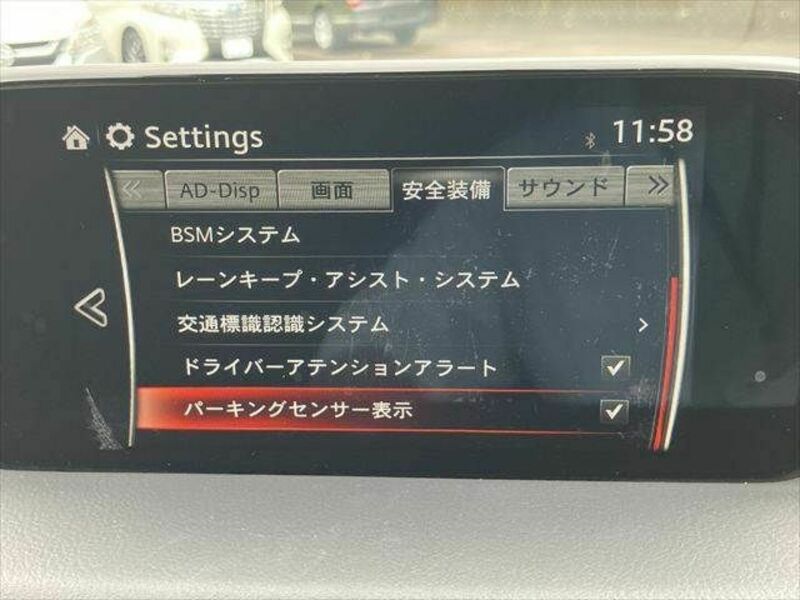 Settings 11:58
AD-Disp 画面 安全装備 サウンド
BSMシステム
レーンキープ・アシスト・システム
交通標識認識システム
ドライバーアテンションアラート
パーキングセンサー表示